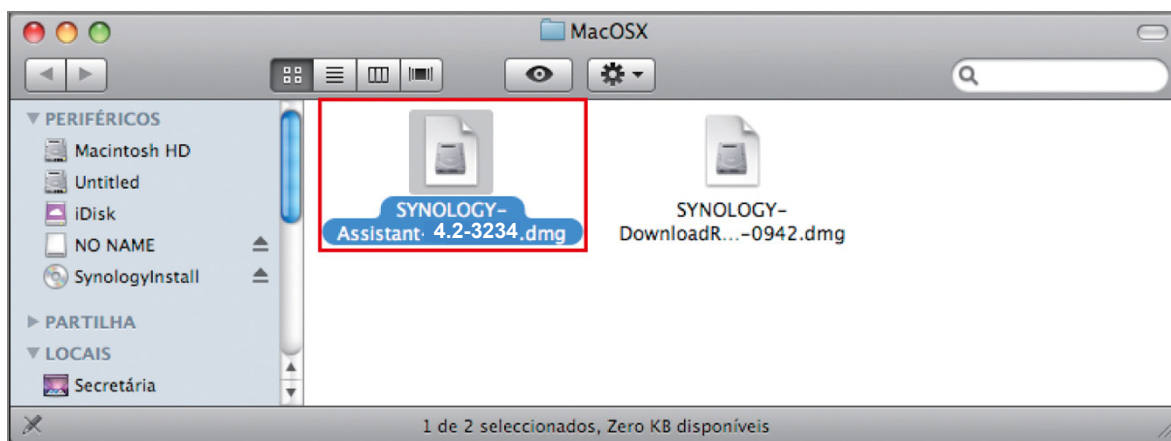 MacOSX
PERIFÉRICOS
Macintosh HD
Untitled
iDisk
NO NAME
SynologyInstall
PARTILHA
LOCAIS
Secretária
SYNOLOGY-
Assistant- 4.2-3234.dmg
SYNOLOGY-
DownloadR...-0942.dmg
1 de 2 seleccionados, Zero KB disponíveis